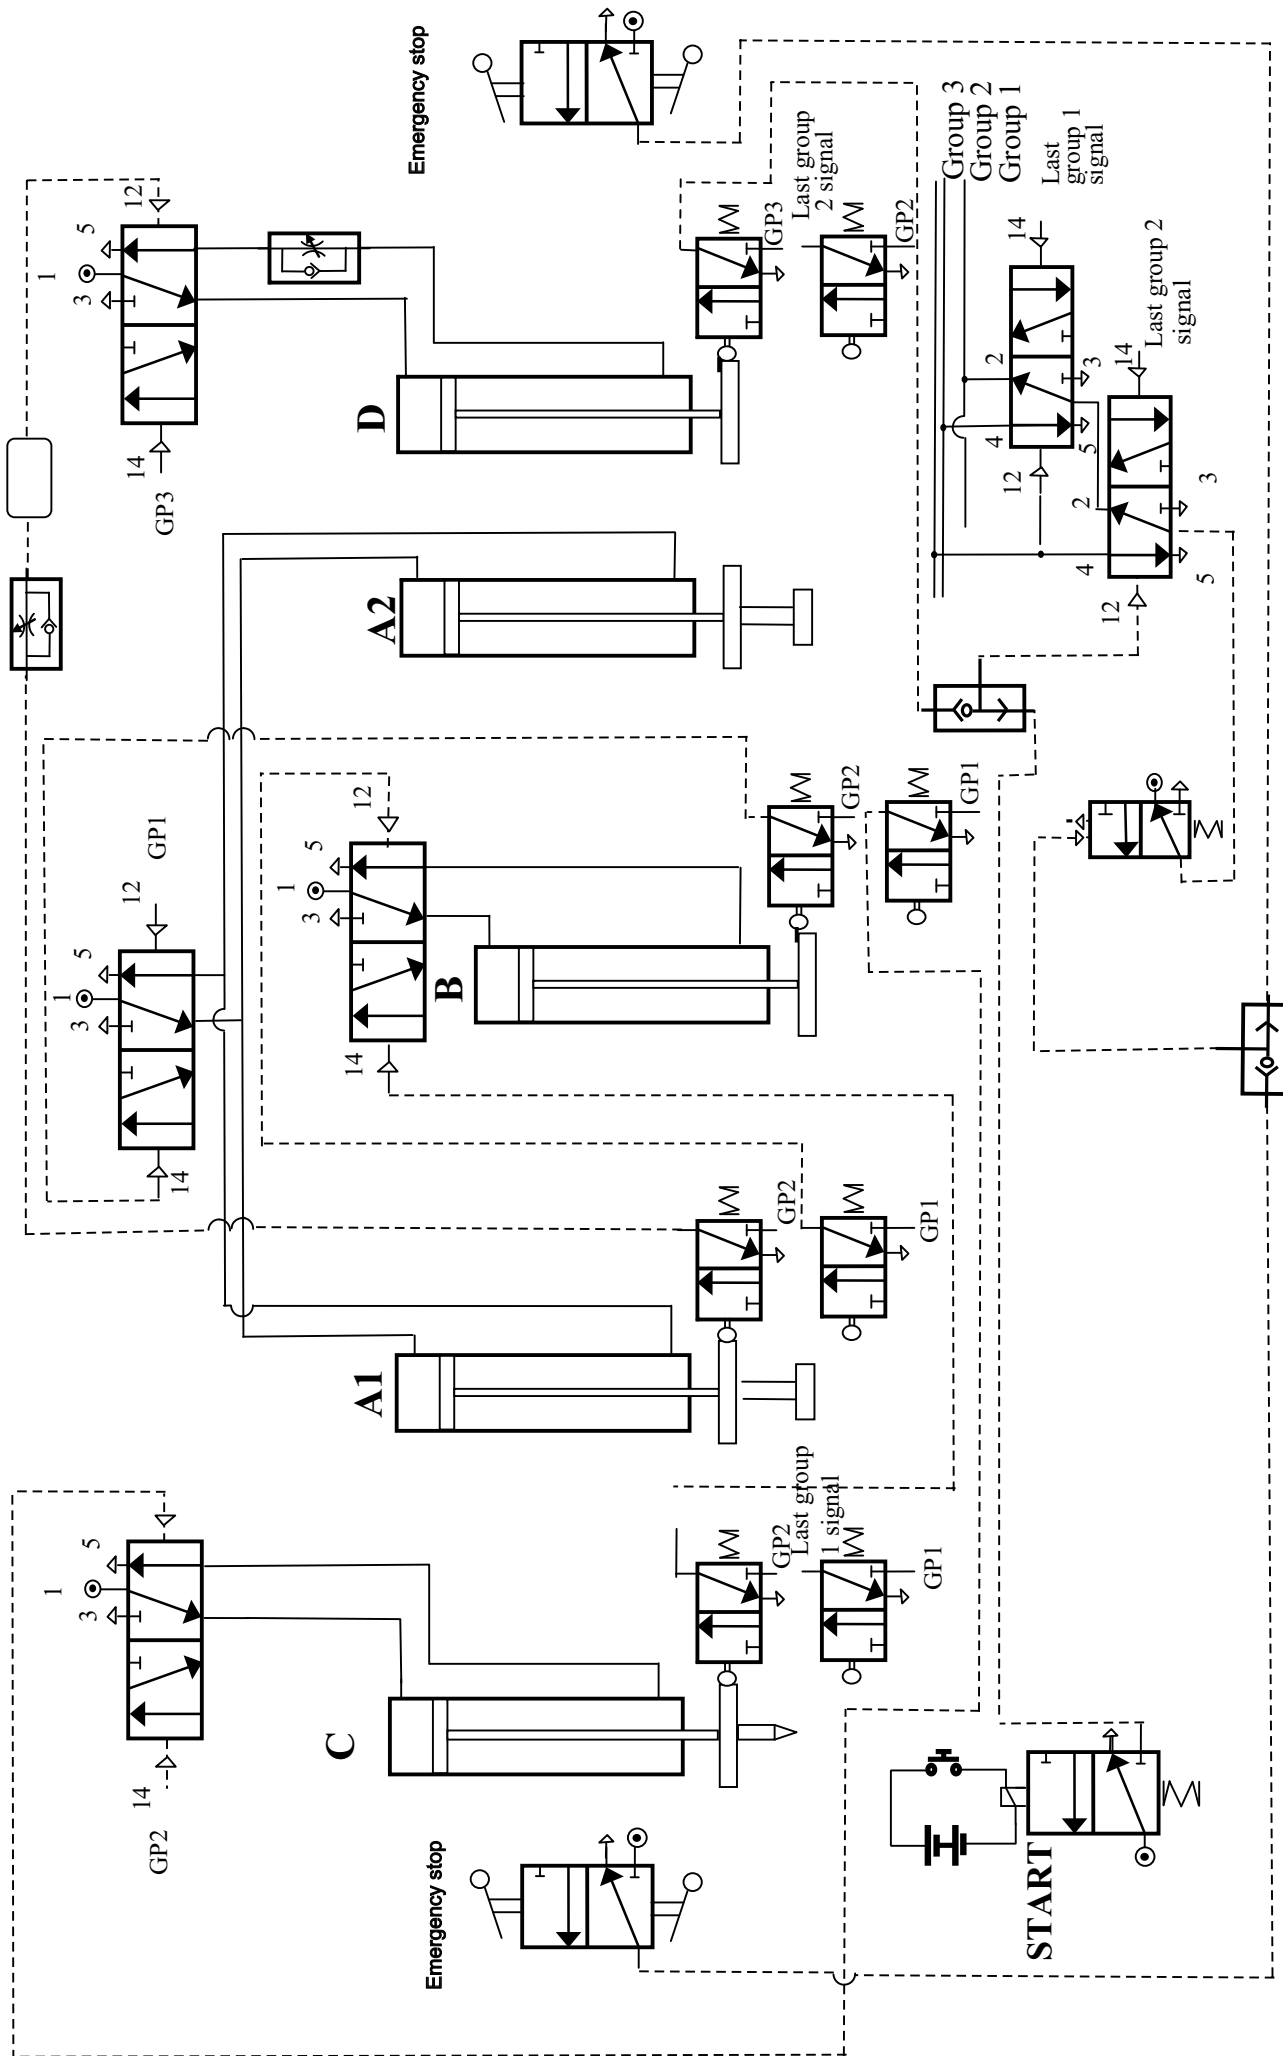 Emergency stop
Emergency stop
START
C
A1
B
A2
D
GP2
14
3
1
5
14
3
1
5
12
GP1
14
3
1
5
12
GP3
14
3
1
5
12
GP2
Last group
1 signal
GP1
GP2
GP1
GP2
GP1
GP3
Last group
2 signal
GP2
Group 3
Group 2
Group 1
Last
group 1
signal
14
2
3
4
5
12
Last group 2
signal
14
2
3
4
5
12